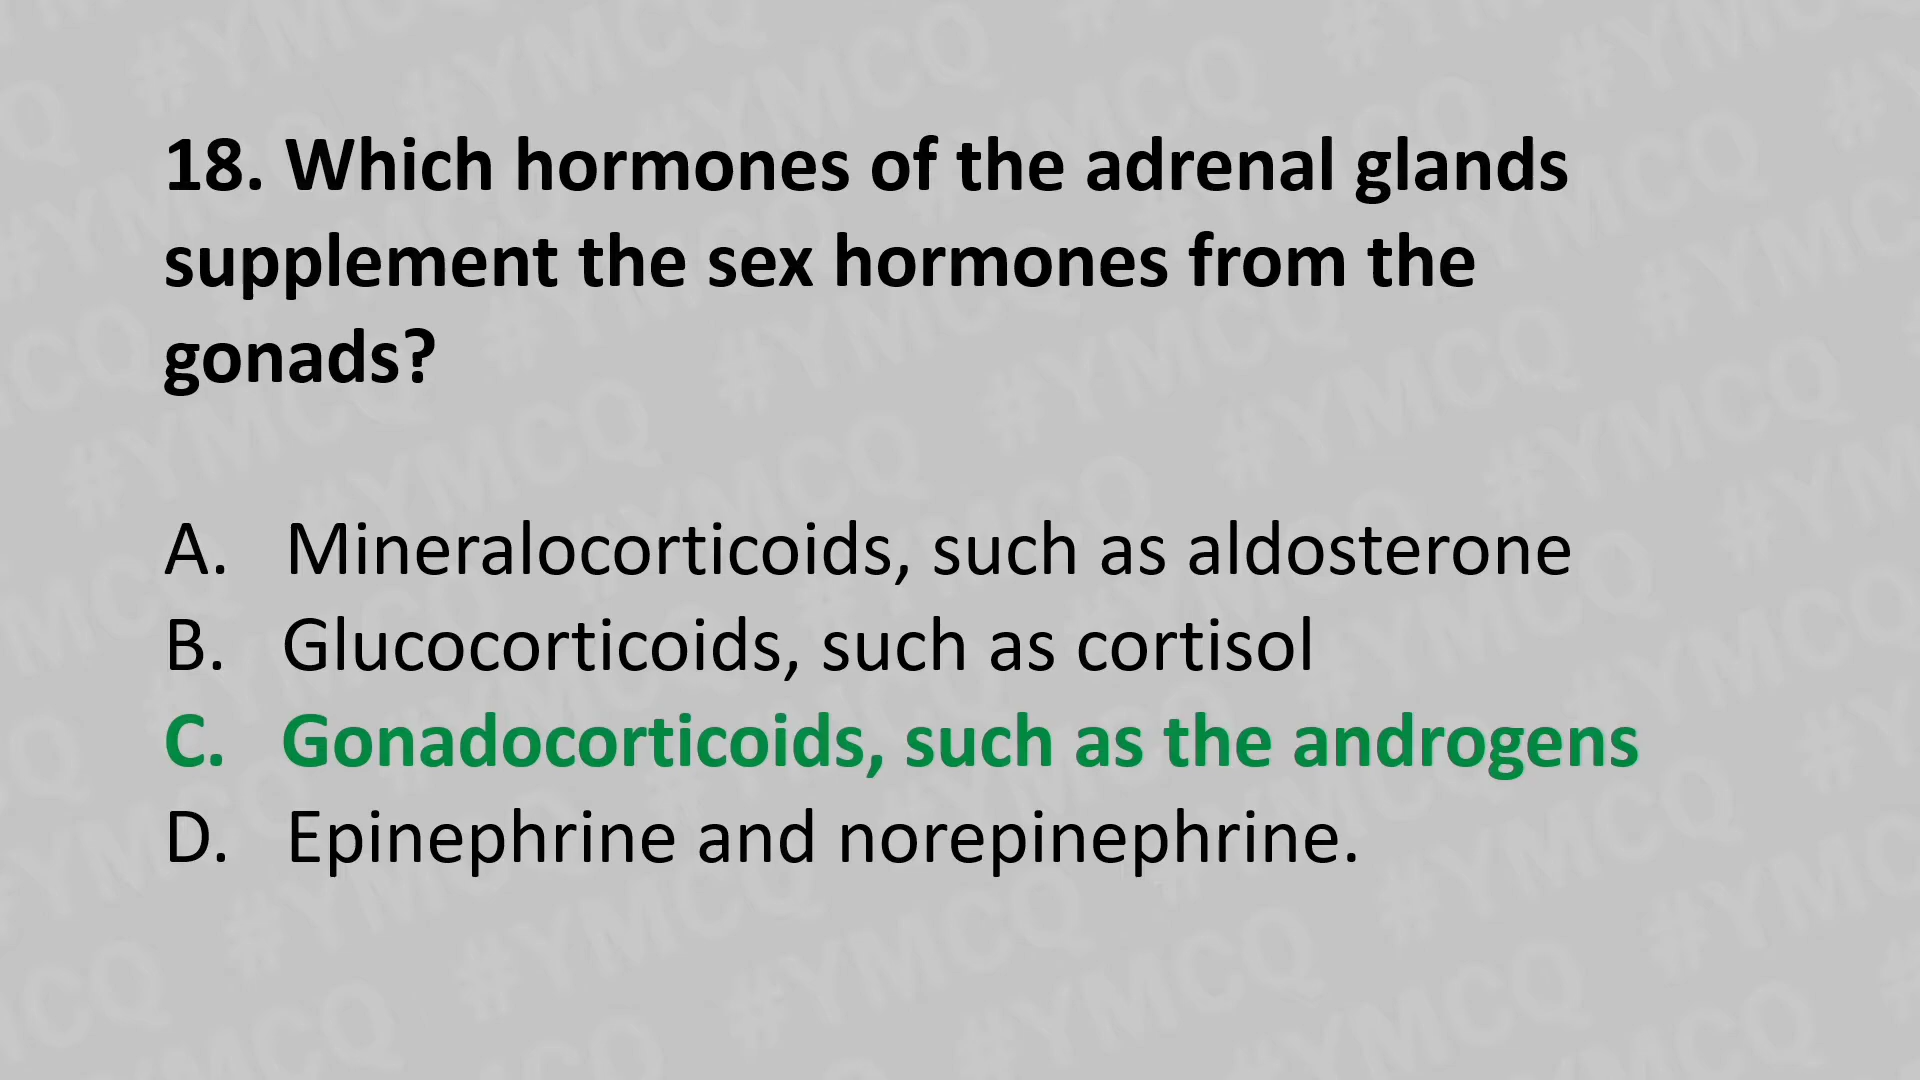 18. Which hormones of the adrenal glands
supplement the sex hormones from the
gonads?
A. Mineralocorticoids, such as aldosterone
B. Glucocorticoids, such as cortisol
C. Gonadocorticoids, such as the androgens
D. Epinephrine and norepinephrine.
#YMCQ